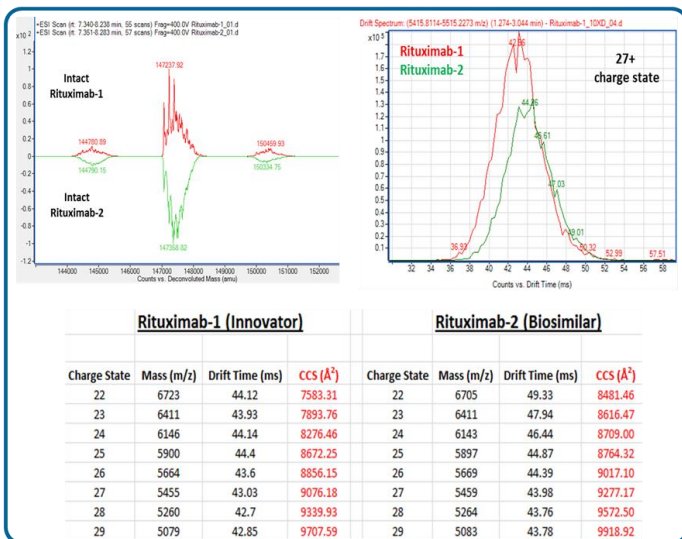 +ESI Scan (rt: 7.340-8.238 min, 55 scans) Frag=400.0V Rituximab-1_01.d
+ESI Scan (rt: 7.351-8.283 min, 57 scans) Frag=400.0V Rituximab-2_01.d
x10 2
147237.92
Intact
Rituximab-1
144780.89
150459.93
1
0.8
0.6
0.4
0.2
0
-0.2
-0.4
-0.6
-0.8
-1
-1.2
144790.15
150334.75
Intact
Rituximab-2
147368.82
144000 145000 146000 147000 148000 149000 150000 151000 152000
Counts vs. Deconvoluted Mass (amu)
Drift Spectrum: (5415.8114-5515.2273 m/z) (1.274-3.044 min) - Rituximab-1_10XD_04.d
x10 5
Rituximab-1
Rituximab-2
27+
charge state
1.7
1.6
1.5
1.4
1.3
1.2
1.1
1
0.9
0.8
0.7
0.6
0.5
0.4
0.3
0.2
0.1
47.03
49.01
36.93
50.32
52.99
57.51
32 34 36 38 40 42 44 46 48 50 52 54 56 58
Counts vs. Drift Time (ms)
Rituximab-1 (Innovator) Rituximab-2 (Biosimilar)
Charge State Mass (m/z) Drift Time (ms) CCS (Å²) Charge State Mass (m/z) Drift Time (ms) CCS (Å²)
22 6723 44.12 7583.31 22 6705 49.33 8481.46
23 6411 43.93 7893.76 23 6411 47.94 8616.47
24 6146 44.14 8276.46 24 6143 46.44 8709.00
25 5900 44.4 8672.25 25 5897 44.87 8764.32
26 5664 43.6 8856.15 26 5669 44.39 9017.10
27 5455 43.03 9076.18 27 5459 43.98 9277.17
28 5260 42.7 9339.93 28 5264 43.76 9572.50
29 5079 42.85 9707.59 29 5083 43.78 9918.92